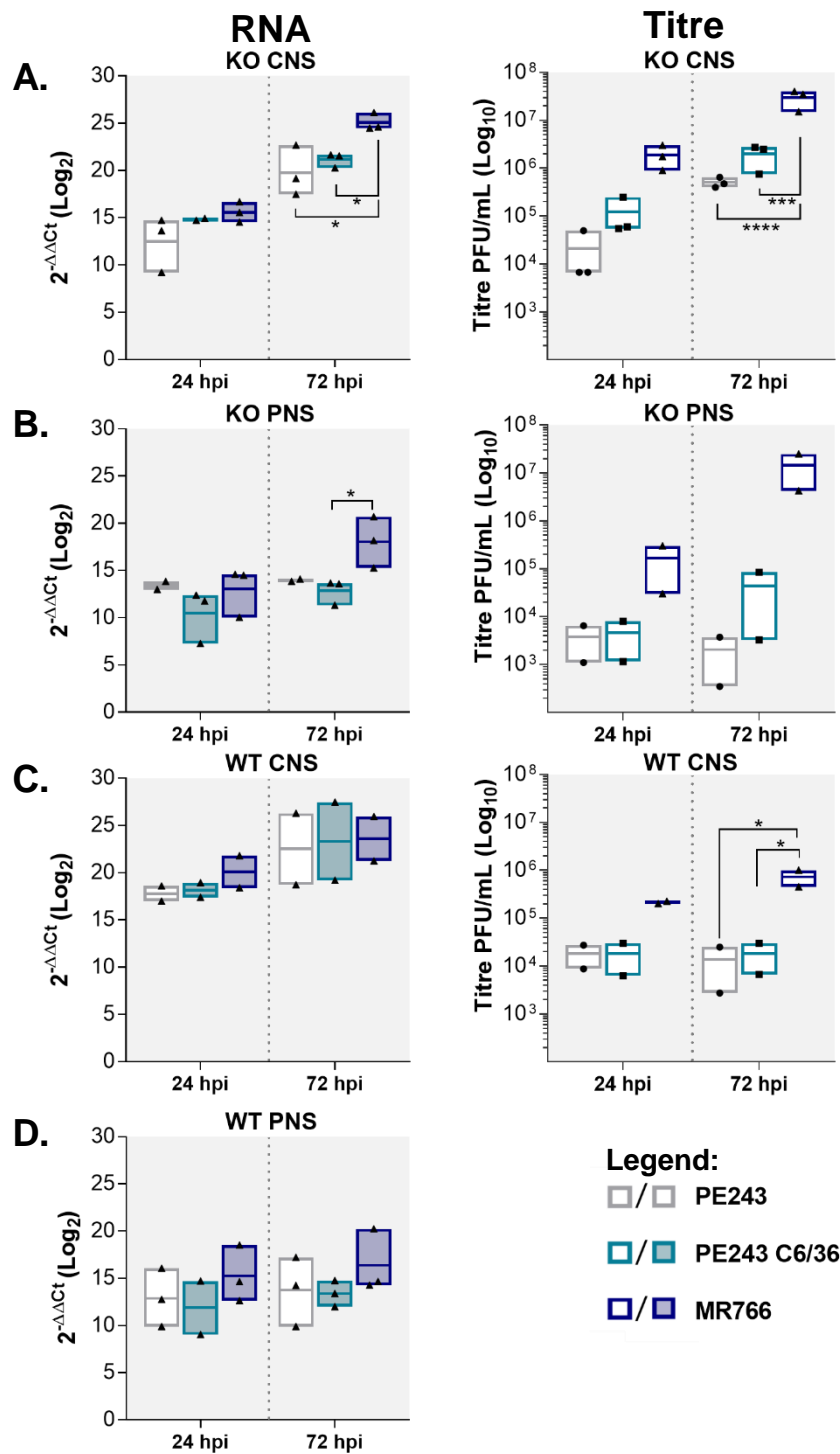 RNA
Titre
A.
KO CNS
2^-ΔΔCt (Log₂)
30
25
20
15
10
5
0
*
*
24 hpi
72 hpi
KO CNS
Titre PFU/mL (Log₁₀)
10⁸
10⁷
10⁶
10⁵
10⁴
10³
***
****
24 hpi
72 hpi
B.
KO PNS
2^-ΔΔCt (Log₂)
30
25
20
15
10
5
0
*
24 hpi
72 hpi
KO PNS
Titre PFU/mL (Log₁₀)
10⁸
10⁷
10⁶
10⁵
10⁴
10³
24 hpi
72 hpi
C.
WT CNS
2^-ΔΔCt (Log₂)
30
25
20
15
10
5
0
24 hpi
72 hpi
WT CNS
Titre PFU/mL (Log₁₀)
10⁸
10⁷
10⁶
10⁵
10⁴
10³
*
*
24 hpi
72 hpi
D.
WT PNS
2^-ΔΔCt (Log₂)
30
25
20
15
10
5
0
24 hpi
72 hpi
Legend:
/ PE243
/ PE243 C6/36
/ MR766